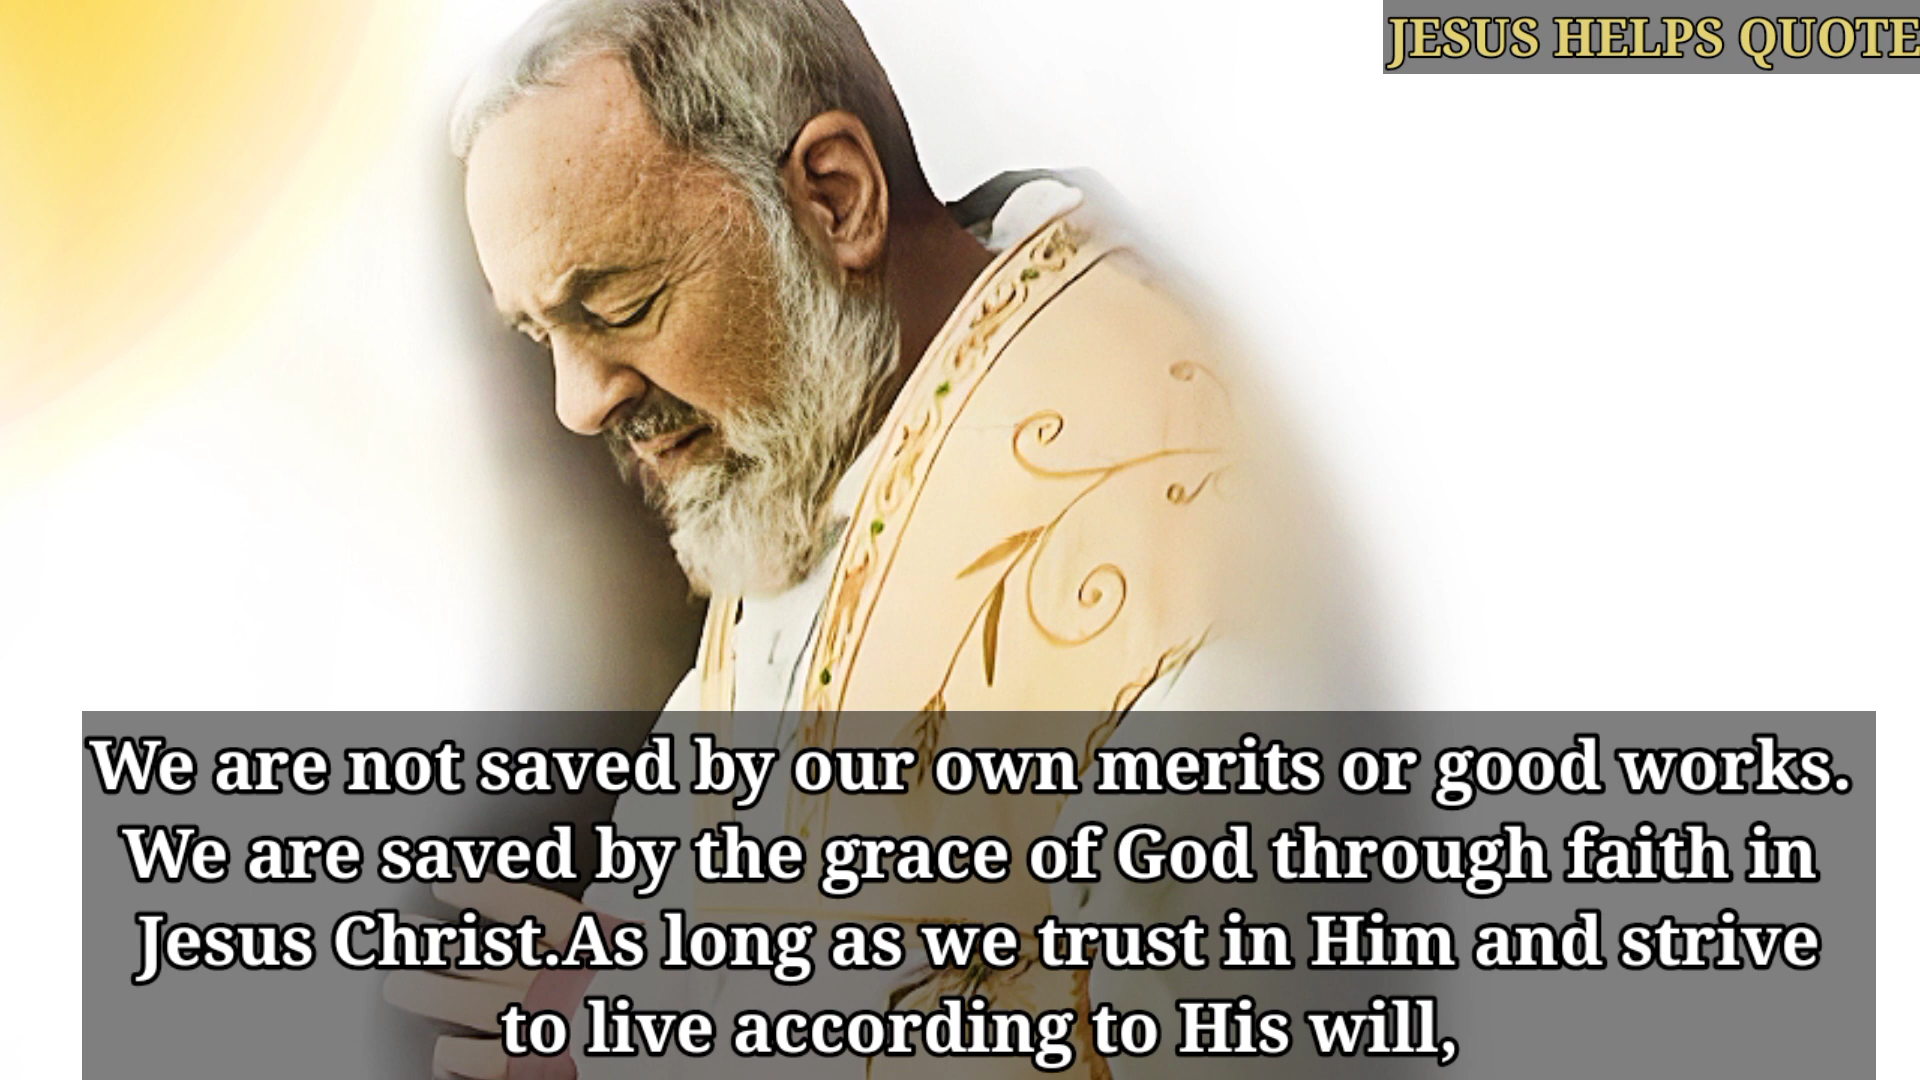 JESUS HELPS QUOTE
We are not saved by our own merits or good works.
We are saved by the grace of God through faith in
Jesus Christ.As long as we trust in Him and strive
to live according to His will,